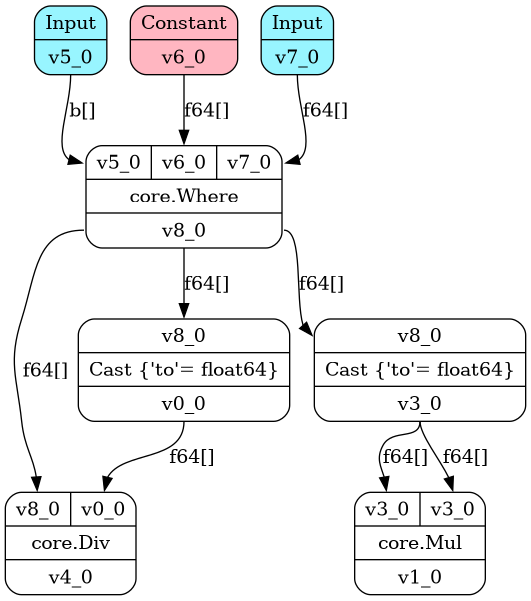 Input
v5_0
Constant
v6_0
Input
v7_0
b[]
f64[]
f64[]
v5_0 v6_0 v7_0
core.Where
v8_0
f64[]
f64[]
f64[]
v8_0
Cast {'to'= float64}
v0_0
v8_0
Cast {'to'= float64}
v3_0
f64[]
f64[]
f64[]
v8_0 v0_0
core.Div
v4_0
v3_0 v3_0
core.Mul
v1_0